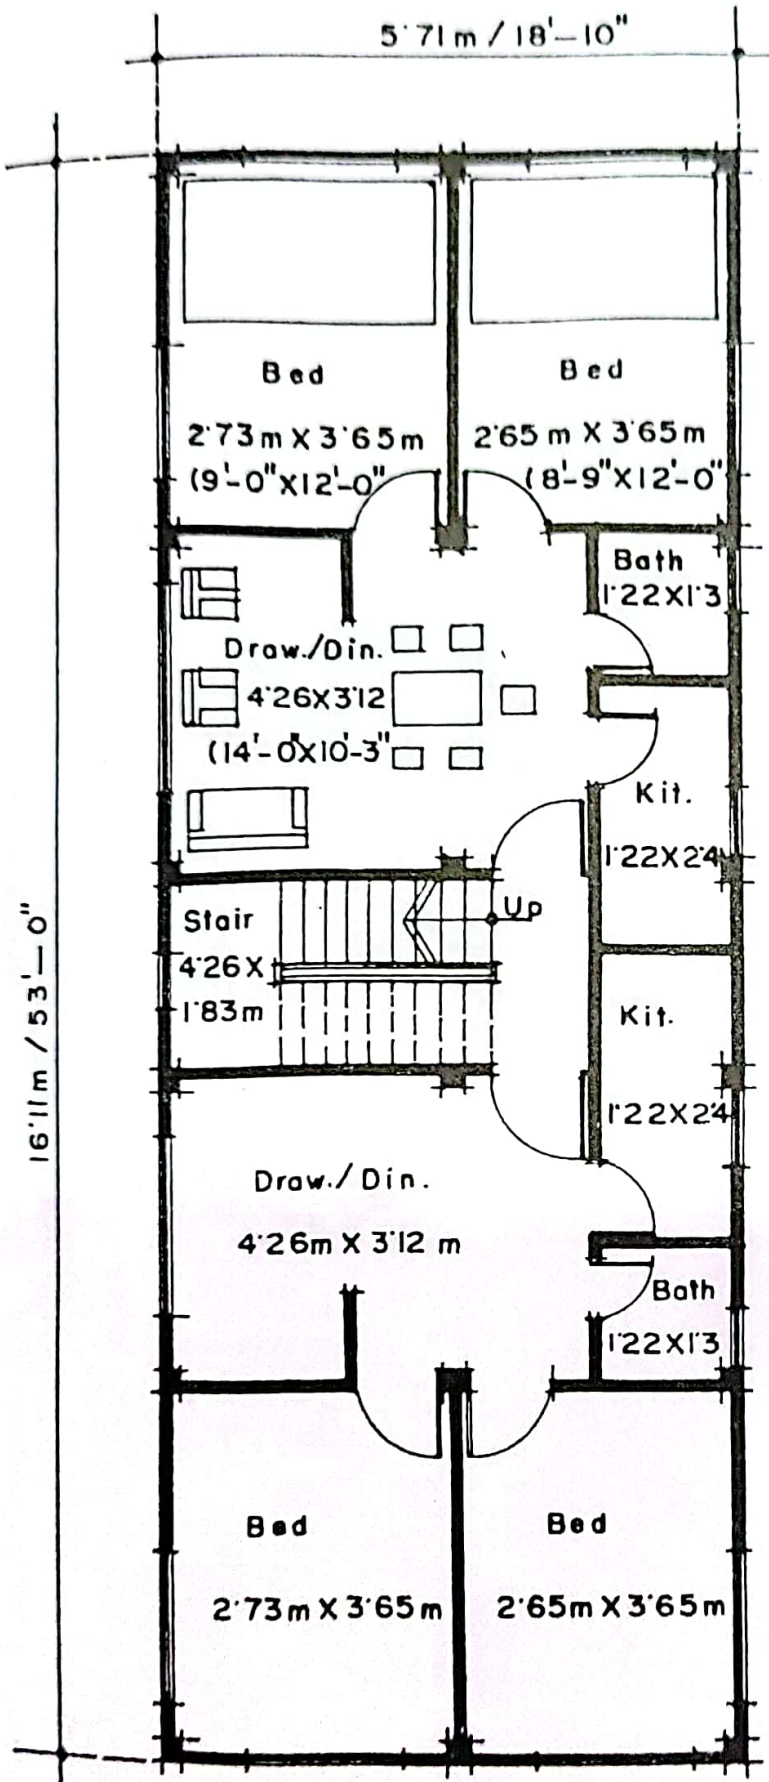 5·71m / 18'-10"
Bed
2·73m X 3·65m
(9'-0"X12'-0"
Bed
2·65 m X 3·65m
(8'-9"X12'-0"
Bath
1·22X1·3
Draw./Din.
4·26X3·12
(14'-0"X10'-3"
Kit.
1·22X2·4
Up
Stair
4·26 X
1·83m
16·11m / 53'-0"
Kit.
1·22X2·4
Draw./Din.
4·26m X 3·12 m
Bath
1·22X1·3
Bed
2·73m X 3·65m
Bed
2·65m X 3·65m